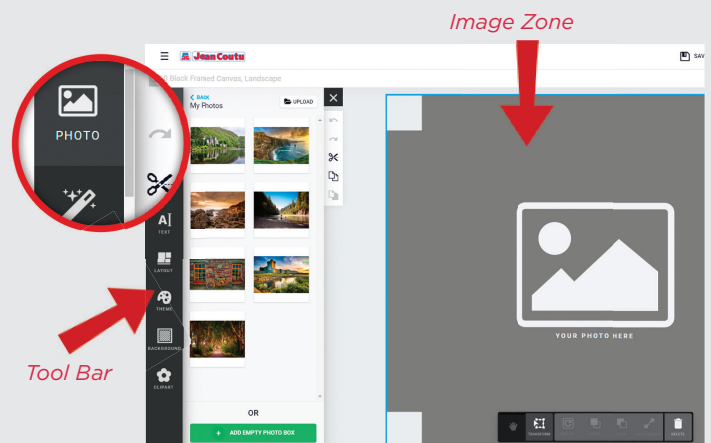 Image Zone
Jean Coutu
SAV
Black Framed Canvas, Landscape
BACK
My Photos
UPLOAD
PHOTO
TEXT
LAYOUT
THEME
BACKGROUND
CLIPART
Tool Bar
YOUR PHOTO HERE
OR
+ ADD EMPTY PHOTO BOX
TRANSFORM
DELETE